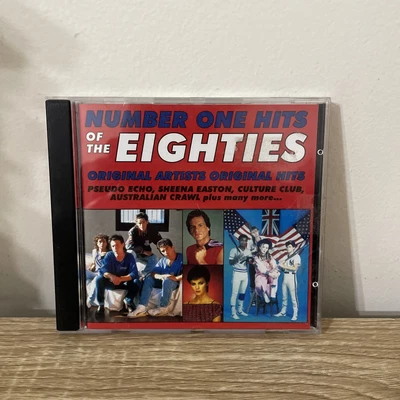 NUMBER ONE HITS
OF THE EIGHTIES
ORIGINAL ARTISTS ORIGINAL HITS
PSEUDO ECHO, SHEENA EASTON, CULTURE CLUB,
AUSTRALIAN CRAWL plus many more...